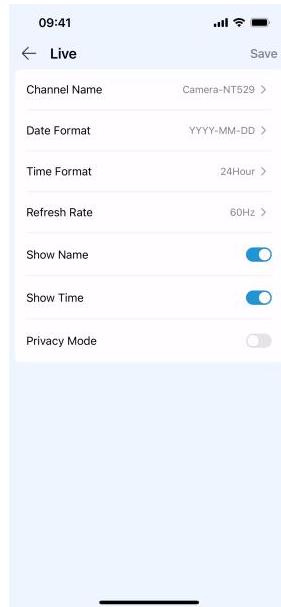 09:41
Live Save
Channel Name Camera-NT529
Date Format YYYY-MM-DD
Time Format 24Hour
Refresh Rate 60Hz
Show Name
Show Time
Privacy Mode